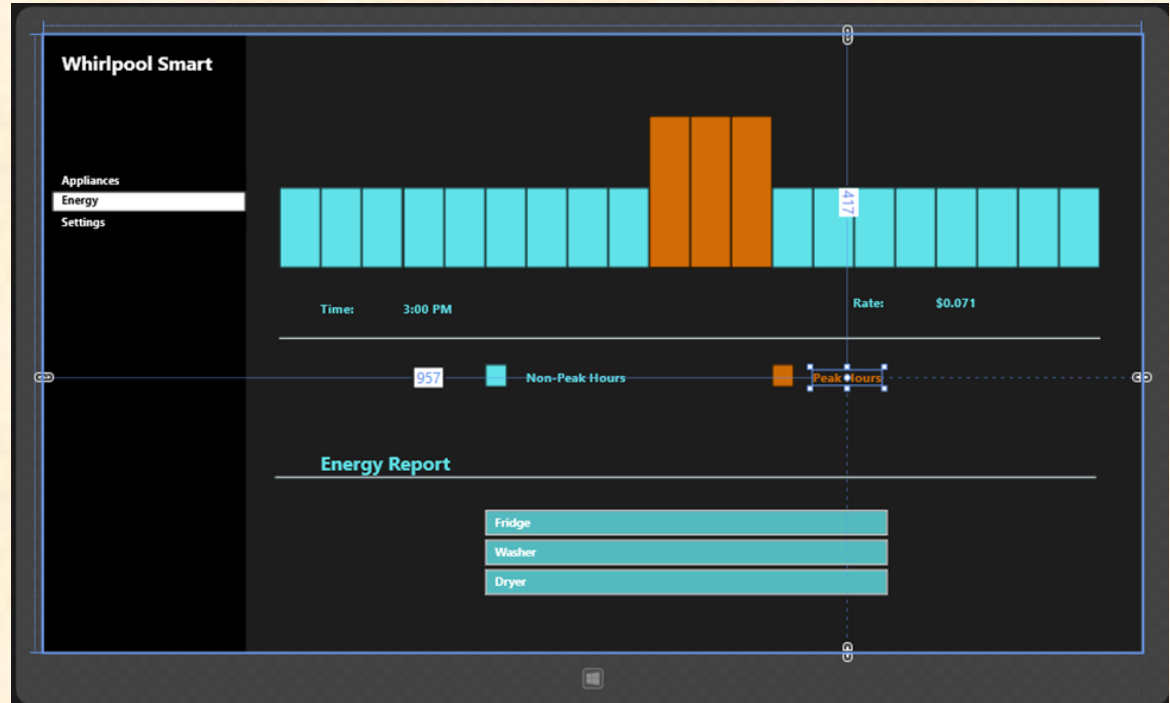 Whirlpool Smart
Appliances
Energy
Settings
417
Time: 3:00 PM
Rate: $0.071
957
Non-Peak Hours
Peak Hours
Energy Report
Fridge
Washer
Dryer